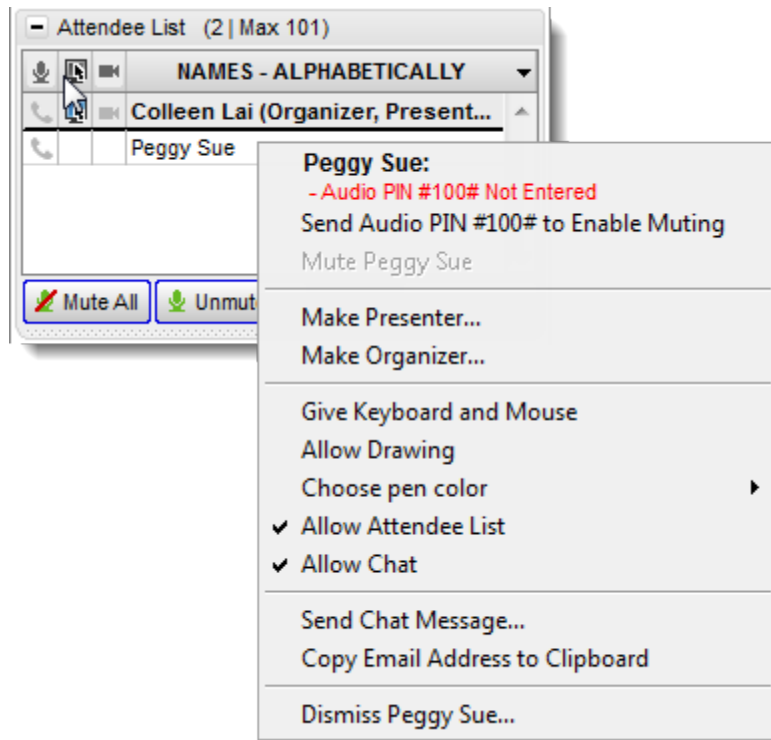 Attendee List (2 | Max 101)
NAMES - ALPHABETICALLY
Colleen Lai (Organizer, Present...
Peggy Sue
Mute All
Peggy Sue:
- Audio PIN #100# Not Entered
Send Audio PIN #100# to Enable Muting
Mute Peggy Sue
Make Presenter...
Make Organizer...
Give Keyboard and Mouse
Allow Drawing
Choose pen color
Allow Attendee List
Allow Chat
Send Chat Message...
Copy Email Address to Clipboard
Dismiss Peggy Sue...